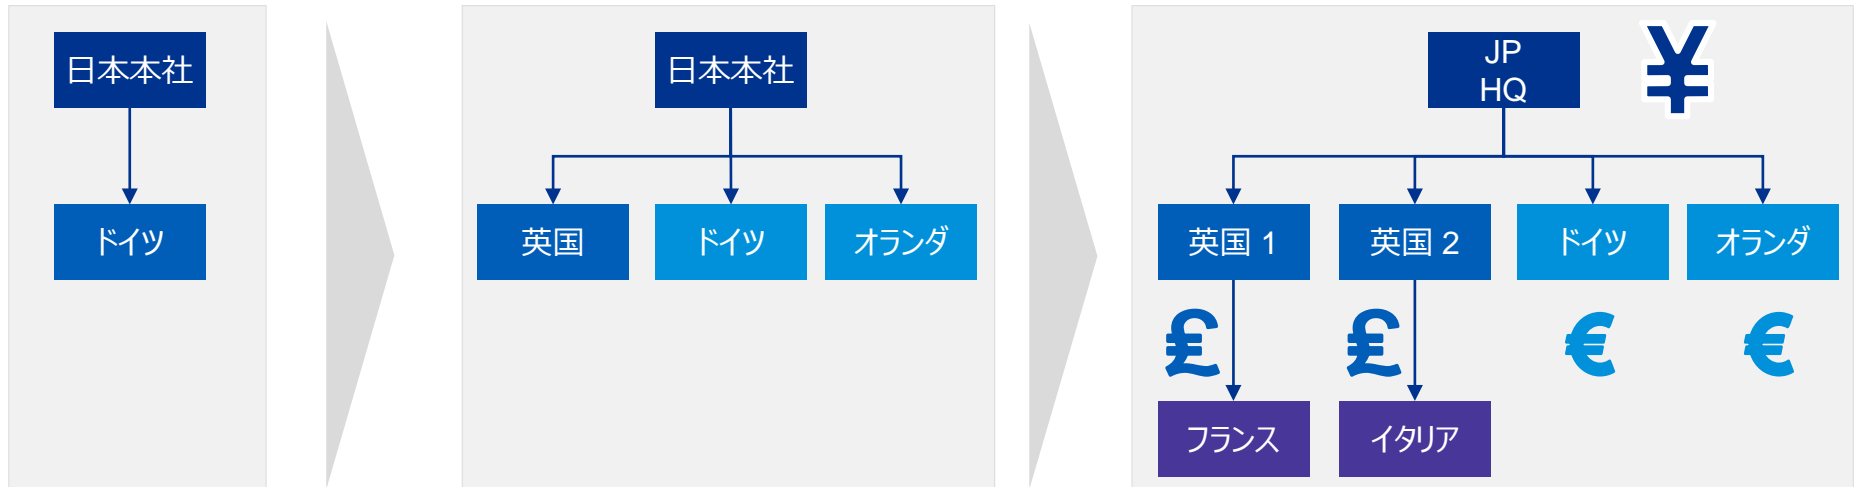 日本本社
ドイツ
日本本社
英国
ドイツ
オランダ
JP
HQ
¥
英国 1
英国 2
ドイツ
オランダ
£
£
€
€
フランス
イタリア